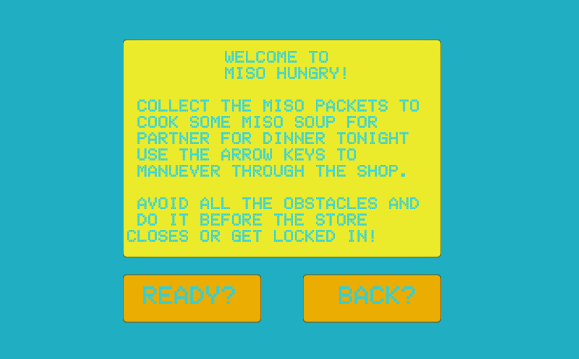 WELCOME TO
MISO HUNGRY!
COLLECT THE MISO PACKETS TO
COOK SOME MISO SOUP FOR
PARTNER FOR DINNER TONIGHT
USE THE ARROW KEYS TO
MANUEVER THROUGH THE SHOP.
AVOID ALL THE OBSTACLES AND
DO IT BEFORE THE STORE
CLOSES OR GET LOCKED IN!
READY? BACK?